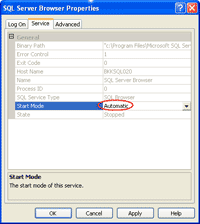 SQL Server Browser Properties
Log On Service Advanced
General
Binary Path "c:\Program Files\Microsoft SQL Serve
Error Control 1
Exit Code 0
Host Name
Name SQL Server Browser
Process ID 0
SQL Service Type SQL Browser
Start Mode Automatic
State Stopped
Start Mode
The start mode of this service.
OK Cancel Apply Help